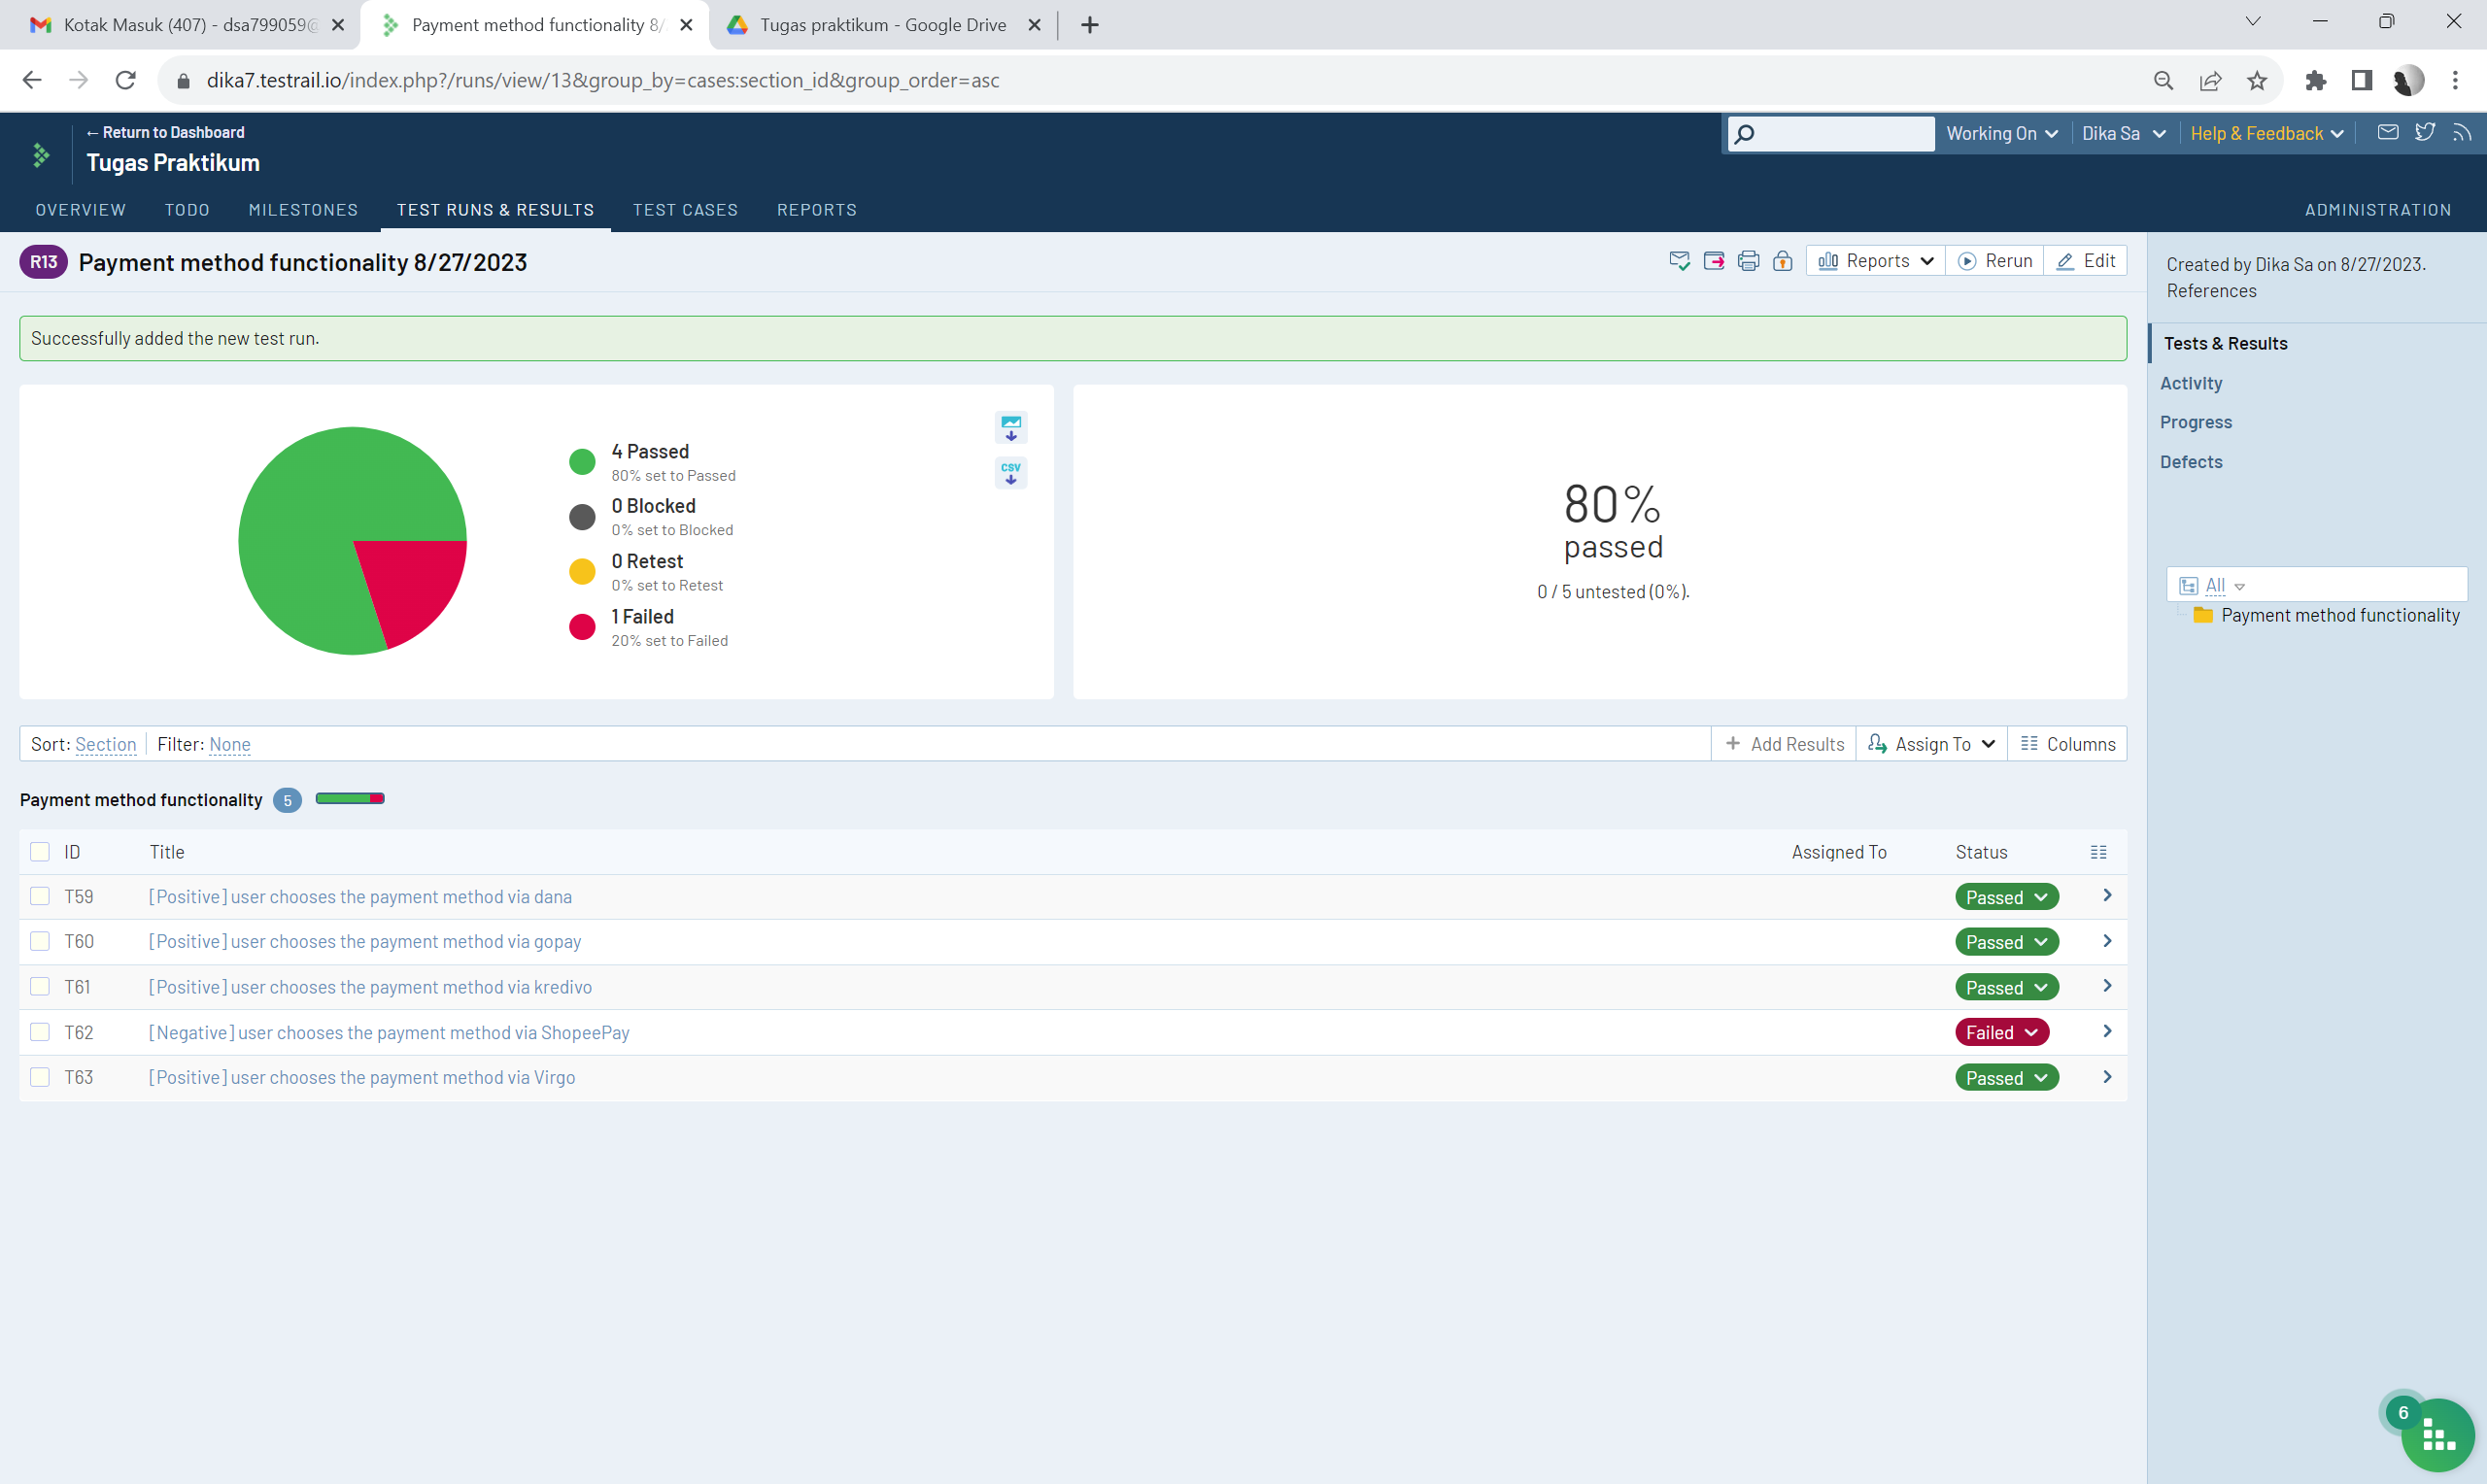 Kotak Masuk (407) - dsa799059@
Payment method functionality 8/
Tugas praktikum - Google Drive
dika7.testrail.io/index.php?/runs/view/13&group_by=cases:section_id&group_order=asc
← Return to Dashboard
Tugas Praktikum
Working On
Dika Sa
Help & Feedback
OVERVIEW
TODO
MILESTONES
TEST RUNS & RESULTS
TEST CASES
REPORTS
ADMINISTRATION
R13
Payment method functionality 8/27/2023
Reports
Rerun
Edit
Successfully added the new test run.
4 Passed
80% set to Passed
0 Blocked
0% set to Blocked
0 Retest
0% set to Retest
1 Failed
20% set to Failed
CSV
80%
passed
0 / 5 untested (0%).
Created by Dika Sa on 8/27/2023.
References
Tests & Results
Activity
Progress
Defects
All
Payment method functionality
Sort: Section
Filter: None
Add Results
Assign To
Columns
Payment method functionality 5
ID Title Assigned To Status
T59 [Positive] user chooses the payment method via dana Passed
T60 [Positive] user chooses the payment method via gopay Passed
T61 [Positive] user chooses the payment method via kredivo Passed
T62 [Negative] user chooses the payment method via ShopeePay Failed
T63 [Positive] user chooses the payment method via Virgo Passed
6